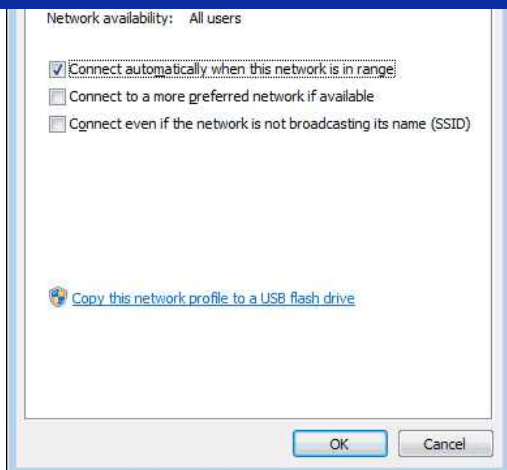 Network availability: All users
Connect automatically when this network is in range
Connect to a more preferred network if available
Connect even if the network is not broadcasting its name (SSID)
Copy this network profile to a USB flash drive
OK Cancel